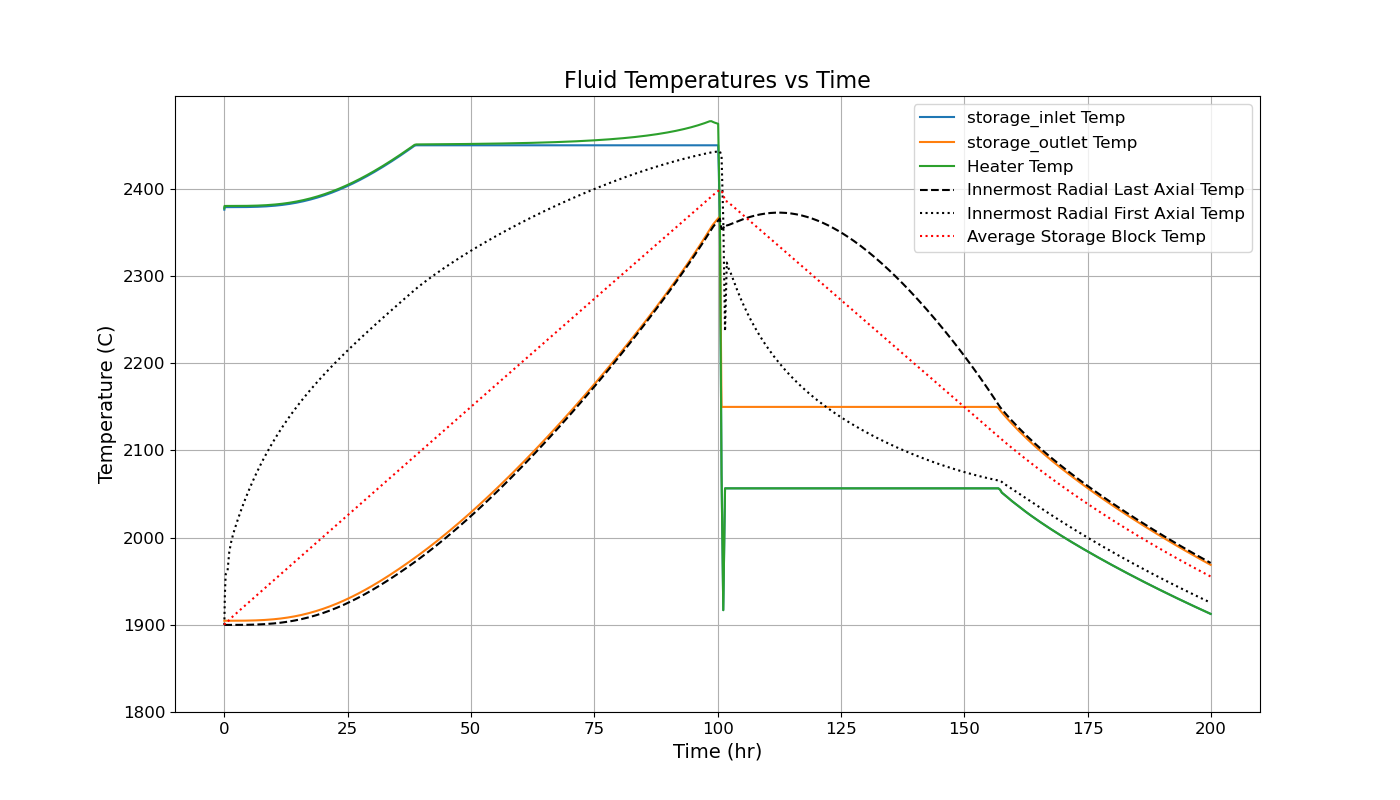 Fluid Temperatures vs Time
storage_inlet Temp
storage_outlet Temp
Heater Temp
Innermost Radial Last Axial Temp
Innermost Radial First Axial Temp
Average Storage Block Temp
Temperature (C)
2400
2300
2200
2100
2000
1900
1800
0 25 50 75 100 125 150 175 200
Time (hr)